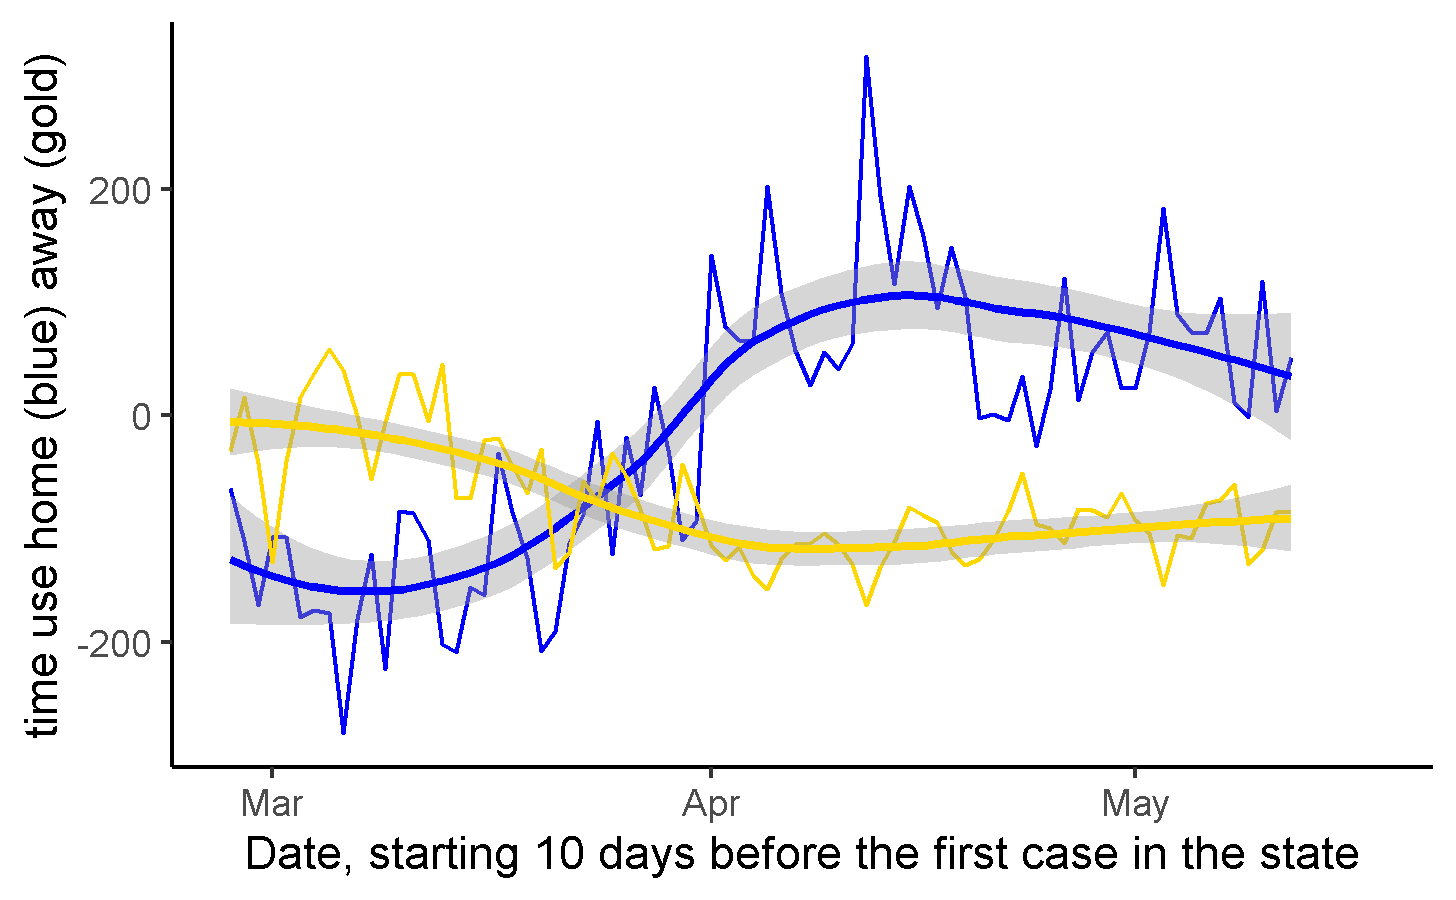 time use home (blue) away (gold)
200
0
-200
Mar
Apr
May
Date, starting 10 days before the first case in the state